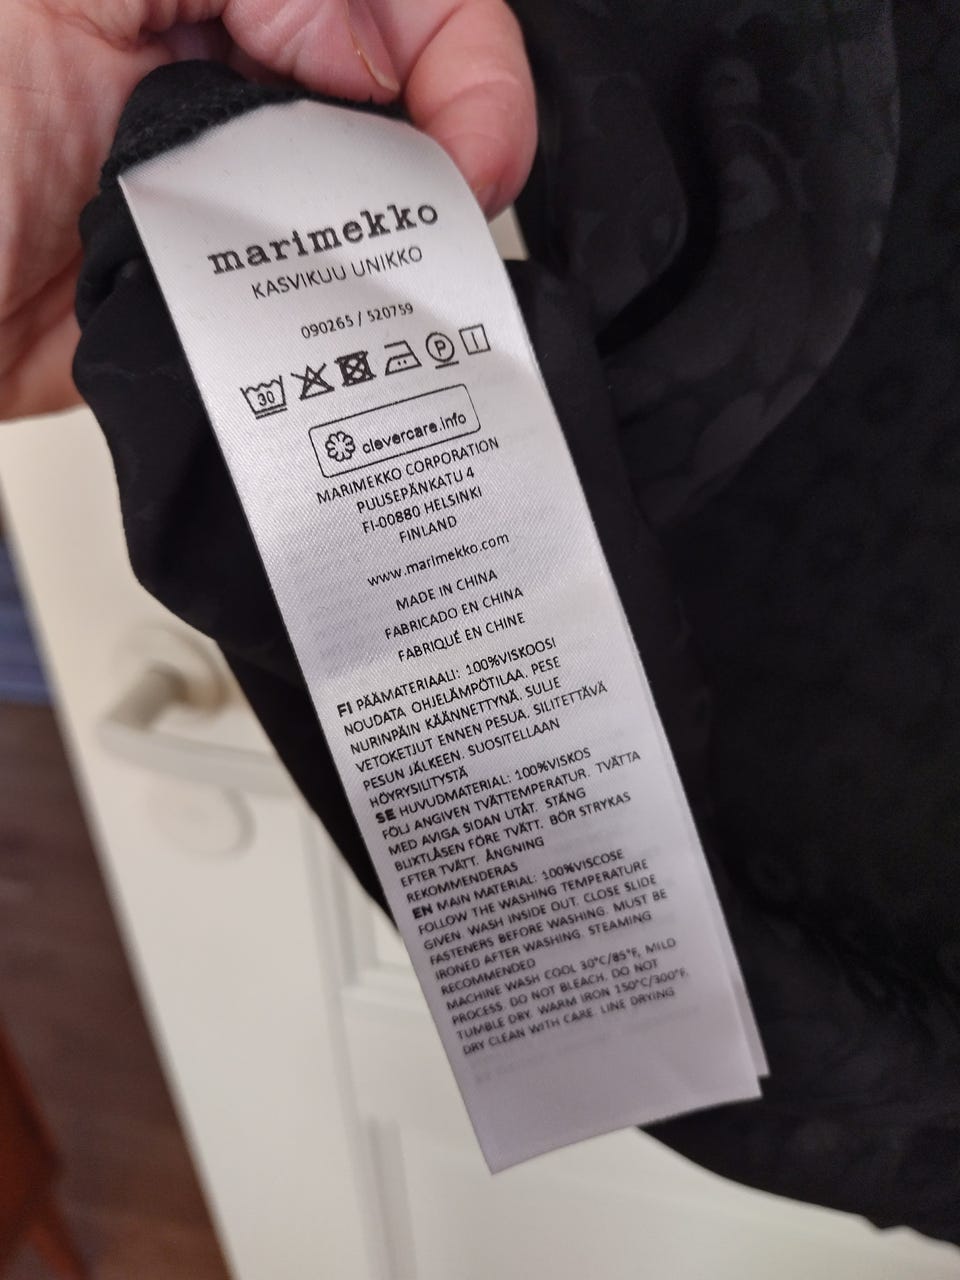 marimekko
KASVIKUU UNIKKO
090265 / 520759
30 P
clevercare.info
MARIMEKKO CORPORATION
PUUSEPÄNKATU 4
FI-00880 HELSINKI
FINLAND
www.marimekko.com
MADE IN CHINA
FABRICADO EN CHINA
FABRIQUÉ EN CHINE
FI PÄÄMATERIAALI: 100%VISKOOSI
NOUDATA OHJELÄMPÖTILAA. PESE
NURINPÄIN KÄÄNNETTYNÄ. SULJE
VETOKETJUT ENNEN PESUA. SILITETTÄVÄ
PESUN JÄLKEEN. SUOSITELLAAN
HÖYRYSILITYSTÄ
SE HUVUDMATERIAL: 100%VISKOS
FÖLJ ANGIVEN TVÄTTEMPERATUR. TVÄTTA
MED AVIGA SIDAN UTÅT. STÄNG
BLIXTLÅSEN FÖRE TVÄTT. BÖR STRYKAS
EFTER TVÄTT. ÅNGNING
REKOMMENDERAS
EN MAIN MATERIAL: 100%VISCOSE
FOLLOW THE WASHING TEMPERATURE
GIVEN. WASH INSIDE OUT. CLOSE SLIDE
FASTENERS BEFORE WASHING. MUST BE
IRONED AFTER WASHING. STEAMING
RECOMMENDED
MACHINE WASH COOL 30°C/85°F, MILD
PROCESS. DO NOT BLEACH. DO NOT
TUMBLE DRY. WARM IRON 150°C/300°F.
DRY CLEAN WITH CARE. LINE DRYING